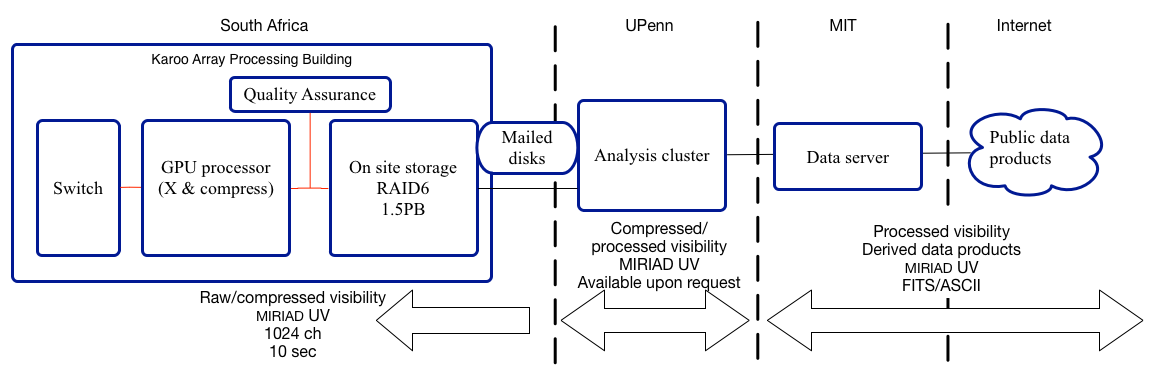 South Africa
UPenn
MIT
Internet
Karoo Array Processing Building
Quality Assurance
Switch
GPU processor
(X & compress)
On site storage
RAID6
1.5PB
Mailed
disks
Analysis cluster
Data server
Public data
products
Raw/compressed visibility
MIRIAD UV
1024 ch
10 sec
Compressed/
processed visibility
MIRIAD UV
Available upon request
Processed visibility
Derived data products
MIRIAD UV
FITS/ASCII